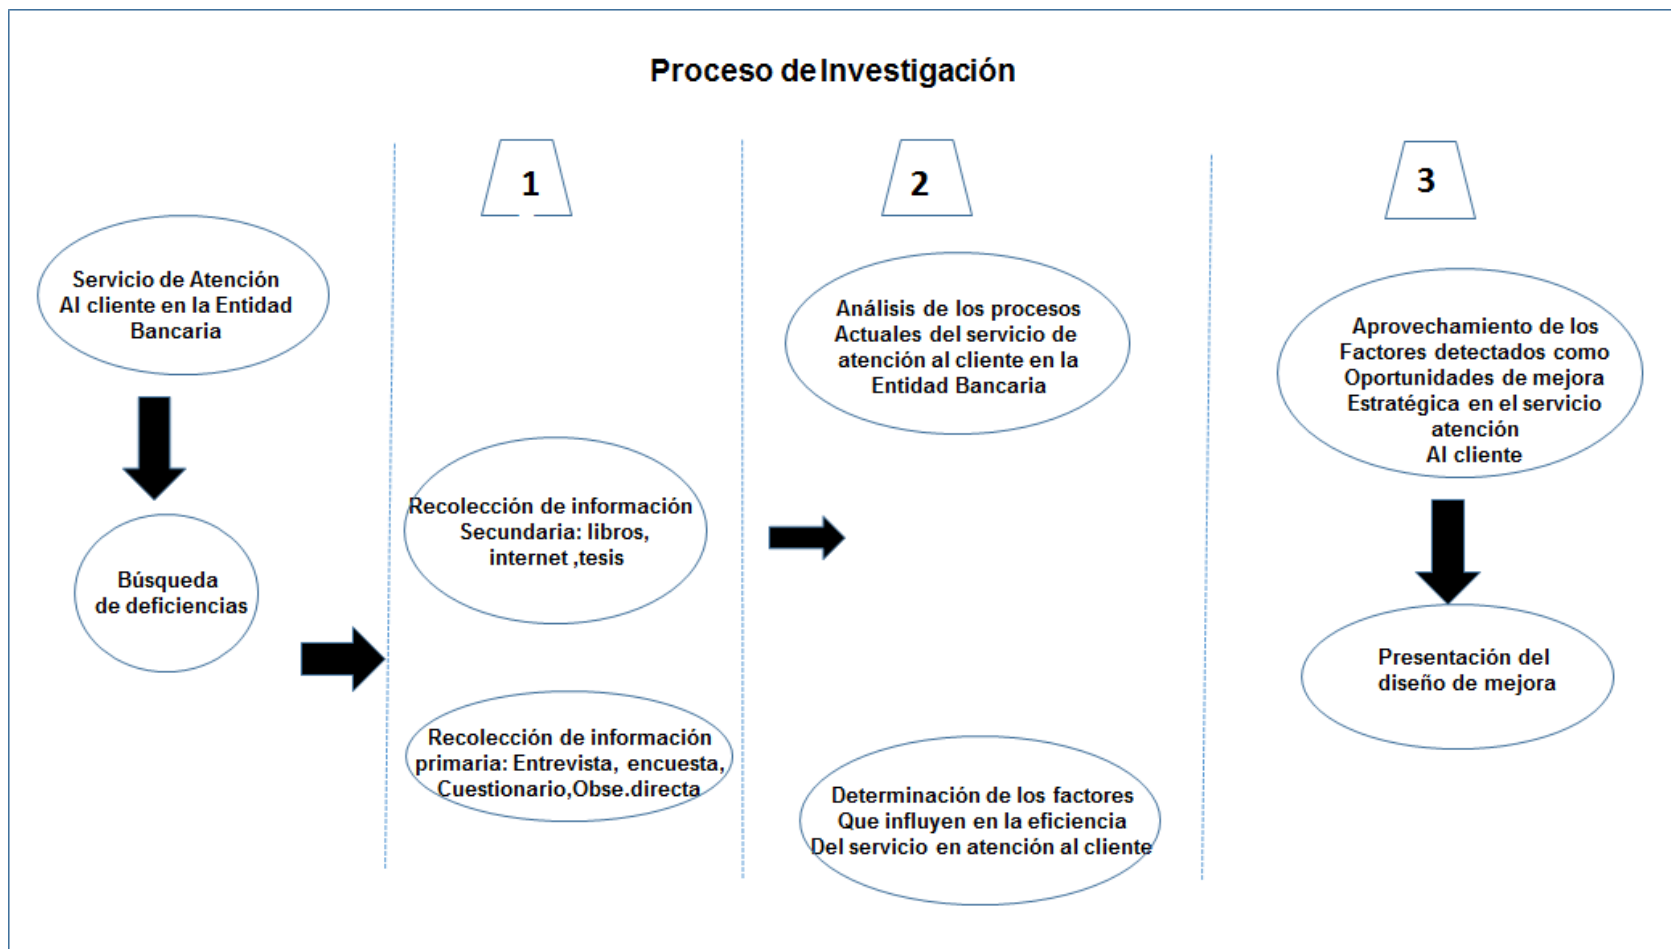 Proceso de Investigación
Servicio de Atención
Al cliente en la Entidad
Bancaria
Búsqueda
de deficiencias
1
Recolección de información
Secundaria: libros,
internet ,tesis
Recolección de información
primaria: Entrevista, encuesta,
Cuestionario,Obse.directa
2
Análisis de los procesos
Actuales del servicio de
atención al cliente en la
Entidad Bancaria
Determinación de los factores
Que influyen en la eficiencia
Del servicio en atención al cliente
3
Aprovechamiento de los
Factores detectados como
Oportunidades de mejora
Estratégica en el servicio
atención
Al cliente
Presentación del
diseño de mejora